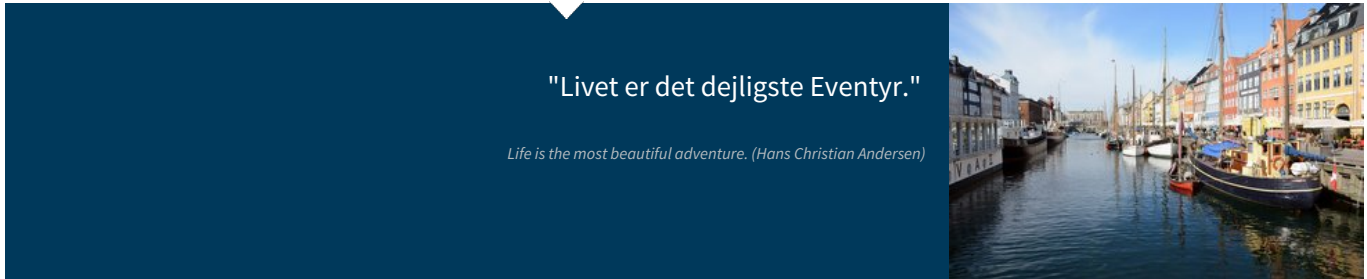 "Livet er det dejligste Eventyr."
Life is the most beautiful adventure. (Hans Christian Andersen)